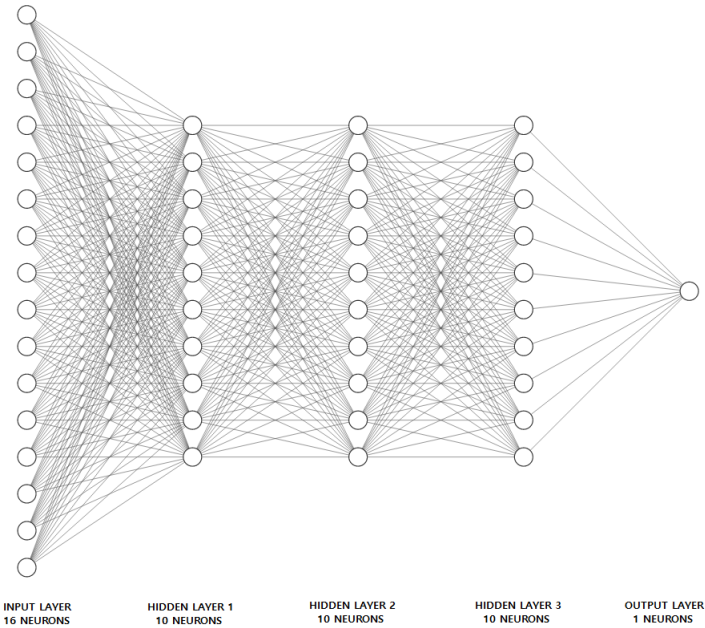 INPUT LAYER
16 NEURONS
HIDDEN LAYER 1
10 NEURONS
HIDDEN LAYER 2
10 NEURONS
HIDDEN LAYER 3
10 NEURONS
OUTPUT LAYER
1 NEURONS